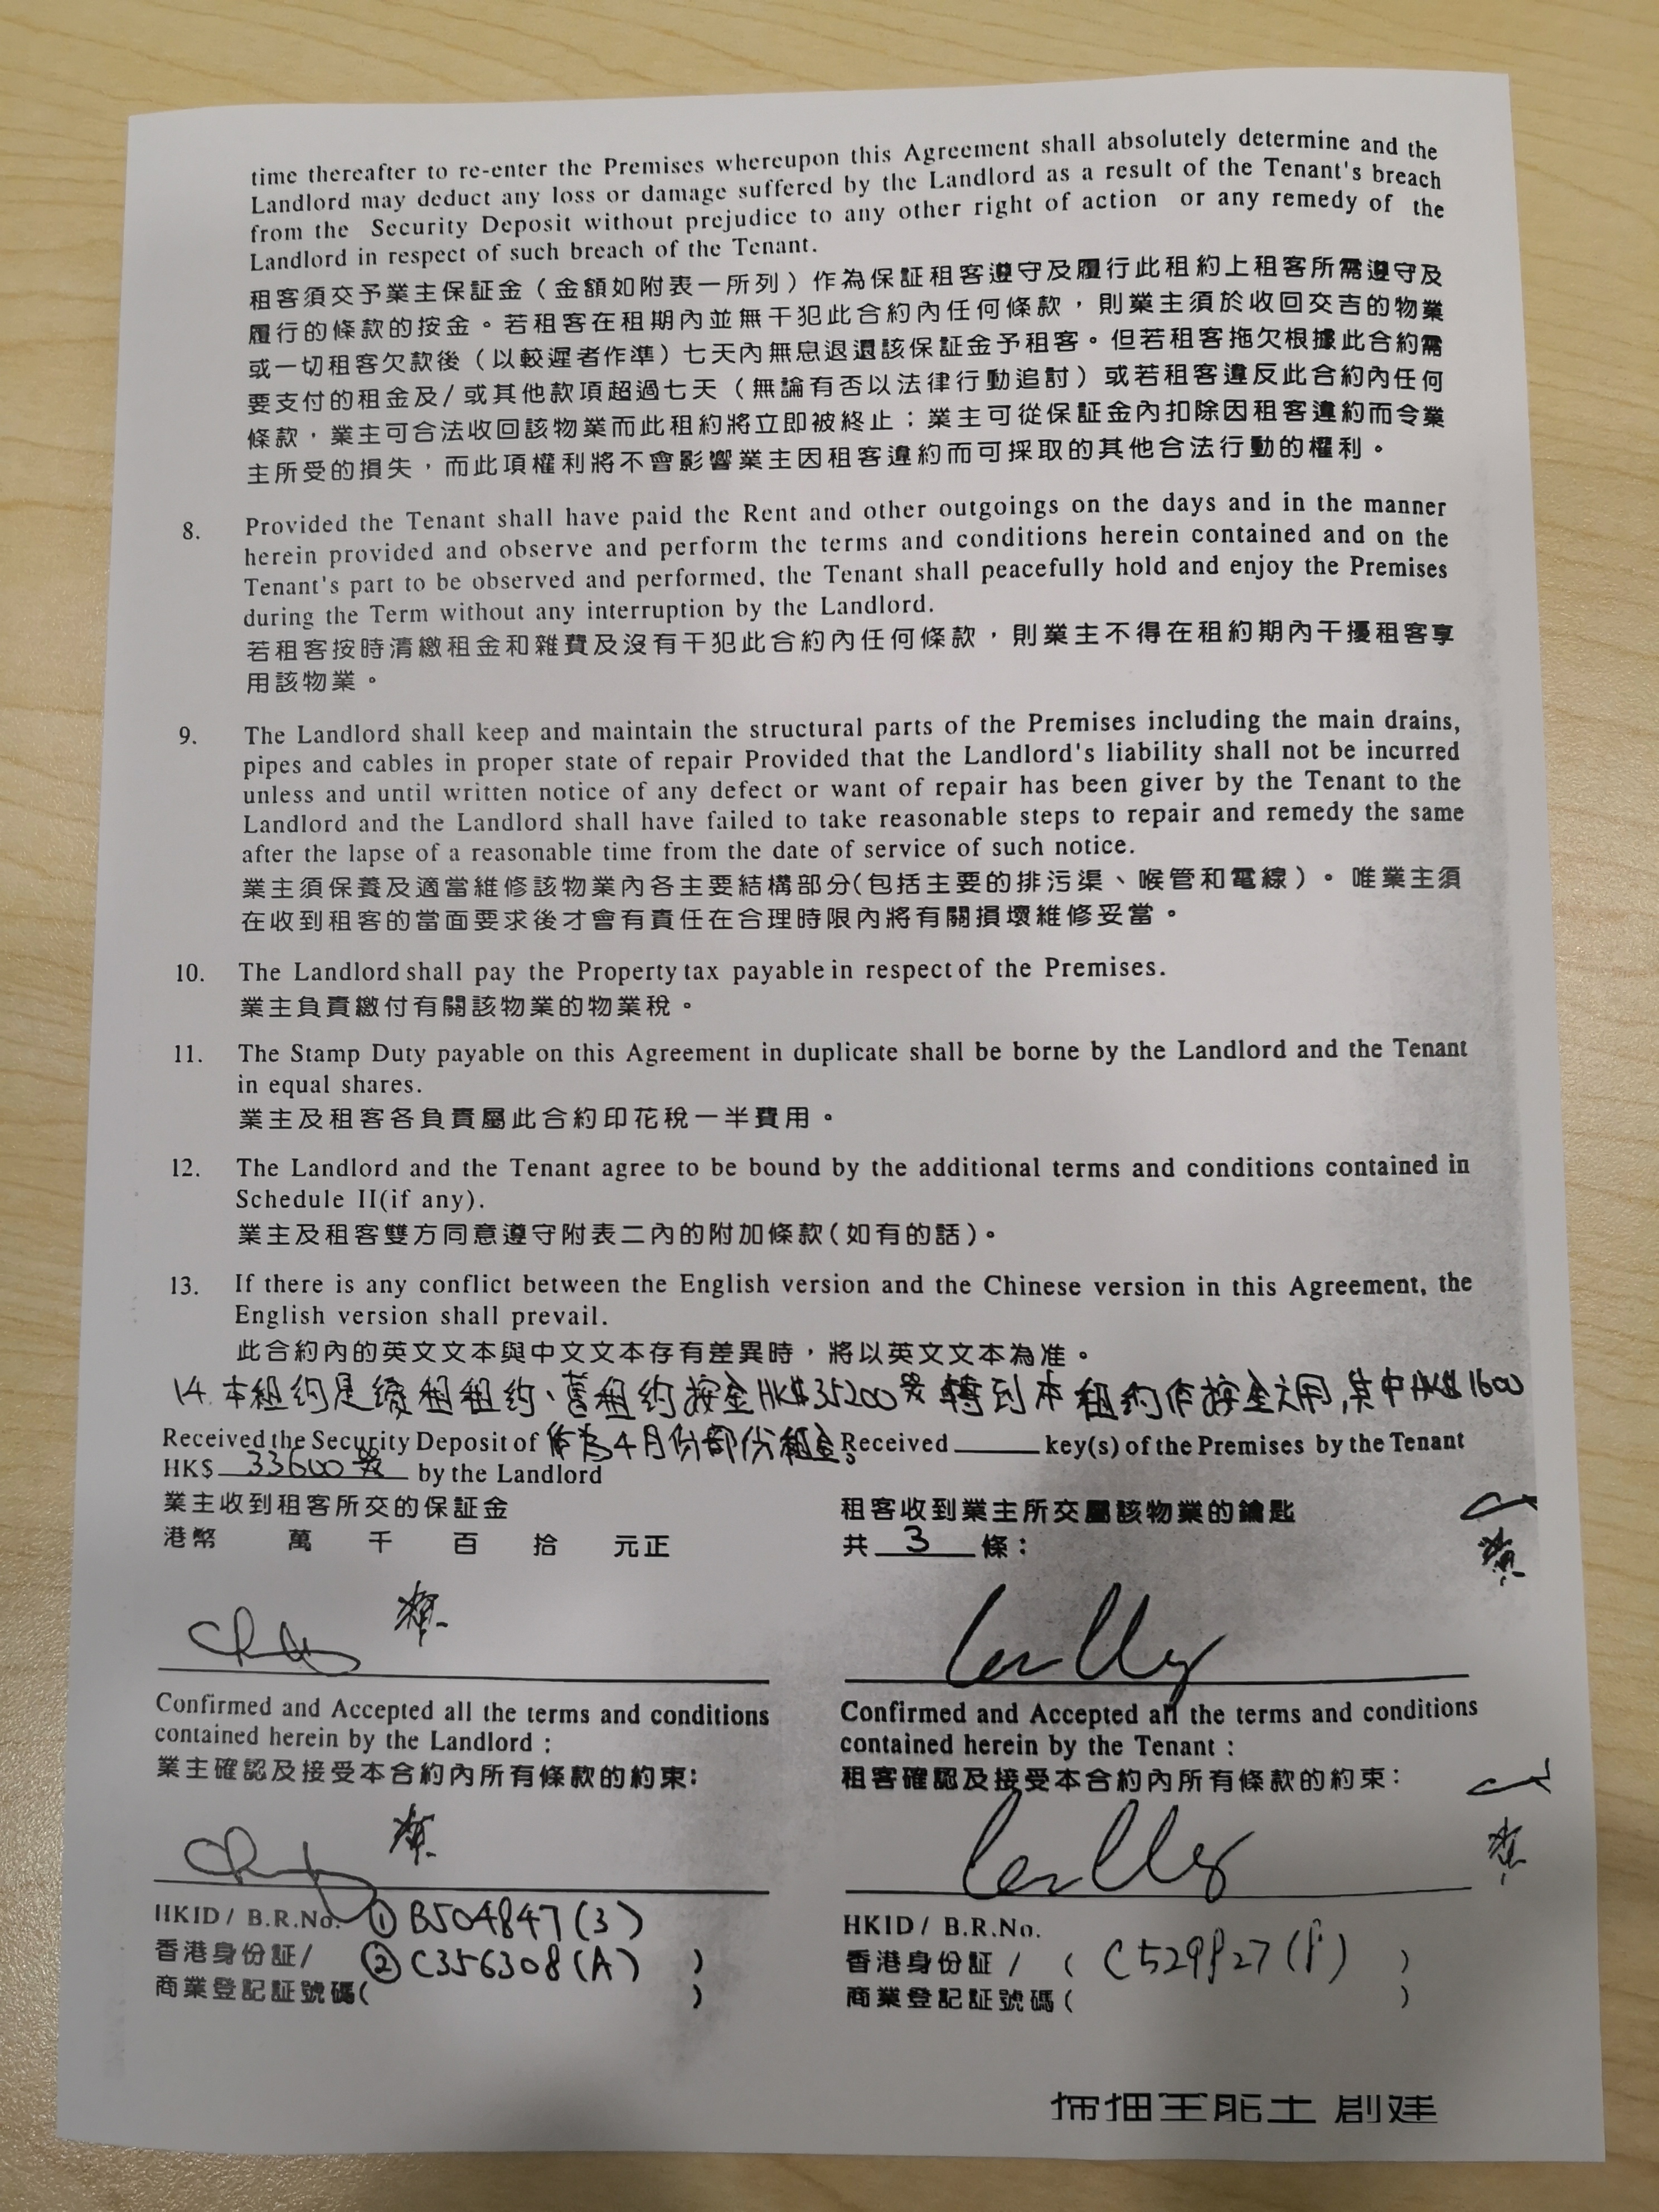 time thereafter to re-enter the Premises whereupon this Agreement shall absolutely determine and the
Landlord may deduct any loss or damage suffered by the Landlord as a result of the Tenant's breach
from the Security Deposit without prejudice to any other right of action or any remedy of the
Landlord in respect of such breach of the Tenant.
租客須交予業主保証金（金額如附表一所列）作為保証租客遵守及履行此租約上租客所需遵守及
履行的條款的按金。若租客在租期內並無干犯此合約內任何條款，則業主須於收回交吉的物業
或一切租客欠款後（以較遲者作準）七天內無息退還該保証金予租客。但若租客拖欠根據此合約需
要支付的租金及/或其他款項超過七天（無論有否以法律行動追討）或若租客違反此合約內任何
條款，業主可合法收回該物業而此租約將立即被終止；業主可從保証金內扣除因租客違約而令業
主所受的損失，而此項權利將不會影響業主因租客違約而可採取的其他合法行動的權利。
8. Provided the Tenant shall have paid the Rent and other outgoings on the days and in the manner
herein provided and observe and perform the terms and conditions herein contained and on the
Tenant's part to be observed and performed, the Tenant shall peacefully hold and enjoy the Premises
during the Term without any interruption by the Landlord.
若租客按時清繳租金和雜費及沒有干犯此合約內任何條款，則業主不得在租約期內干擾租客享
用該物業。
9. The Landlord shall keep and maintain the structural parts of the Premises including the main drains,
pipes and cables in proper state of repair Provided that the Landlord's liability shall not be incurred
unless and until written notice of any defect or want of repair has been giver by the Tenant to the
Landlord and the Landlord shall have failed to take reasonable steps to repair and remedy the same
after the lapse of a reasonable time from the date of service of such notice.
業主須保養及適當維修該物業內各主要結構部分(包括主要的排污渠、喉管和電線)。唯業主須
在收到租客的當面要求後才會有責任在合理時限內將有關損壞維修妥當。
10. The Landlord shall pay the Property tax payable in respect of the Premises.
業主負責繳付有關該物業的物業稅。
11. The Stamp Duty payable on this Agreement in duplicate shall be borne by the Landlord and the Tenant
in equal shares.
業主及租客各負責屬此合約印花稅一半費用。
12. The Landlord and the Tenant agree to be bound by the additional terms and conditions contained in
Schedule II(if any).
業主及租客雙方同意遵守附表二內的附加條款(如有的話)。
13. If there is any conflict between the English version and the Chinese version in this Agreement, the
English version shall prevail.
此合約內的英文文本與中文文本存有差異時，將以英文文本為准。
14. 本租約是續租租約、舊租約按金HK$35200 轉到本租約作按金之用,其中HK$1600
作為4月份部份租金。
Received the Security Deposit of
HK$ 33600 by the Landlord
業主收到租客所交的保証金
港幣 萬 千 百 拾 元正
Received ______ key(s) of the Premises by the Tenant
租客收到業主所交屬該物業的鑰匙
共 3 條：
Confirmed and Accepted all the terms and conditions
contained herein by the Landlord :
業主確認及接受本合約內所有條款的約束:
Confirmed and Accepted all the terms and conditions
contained herein by the Tenant :
租客確認及接受本合約內所有條款的約束:
HKID / B.R.No. ① B504847(3)
香港身份証/ ② C356308(A) )
商業登記証號碼( )
HKID / B.R.No.
香港身份証 / ( )
商業登記証號碼 ( )